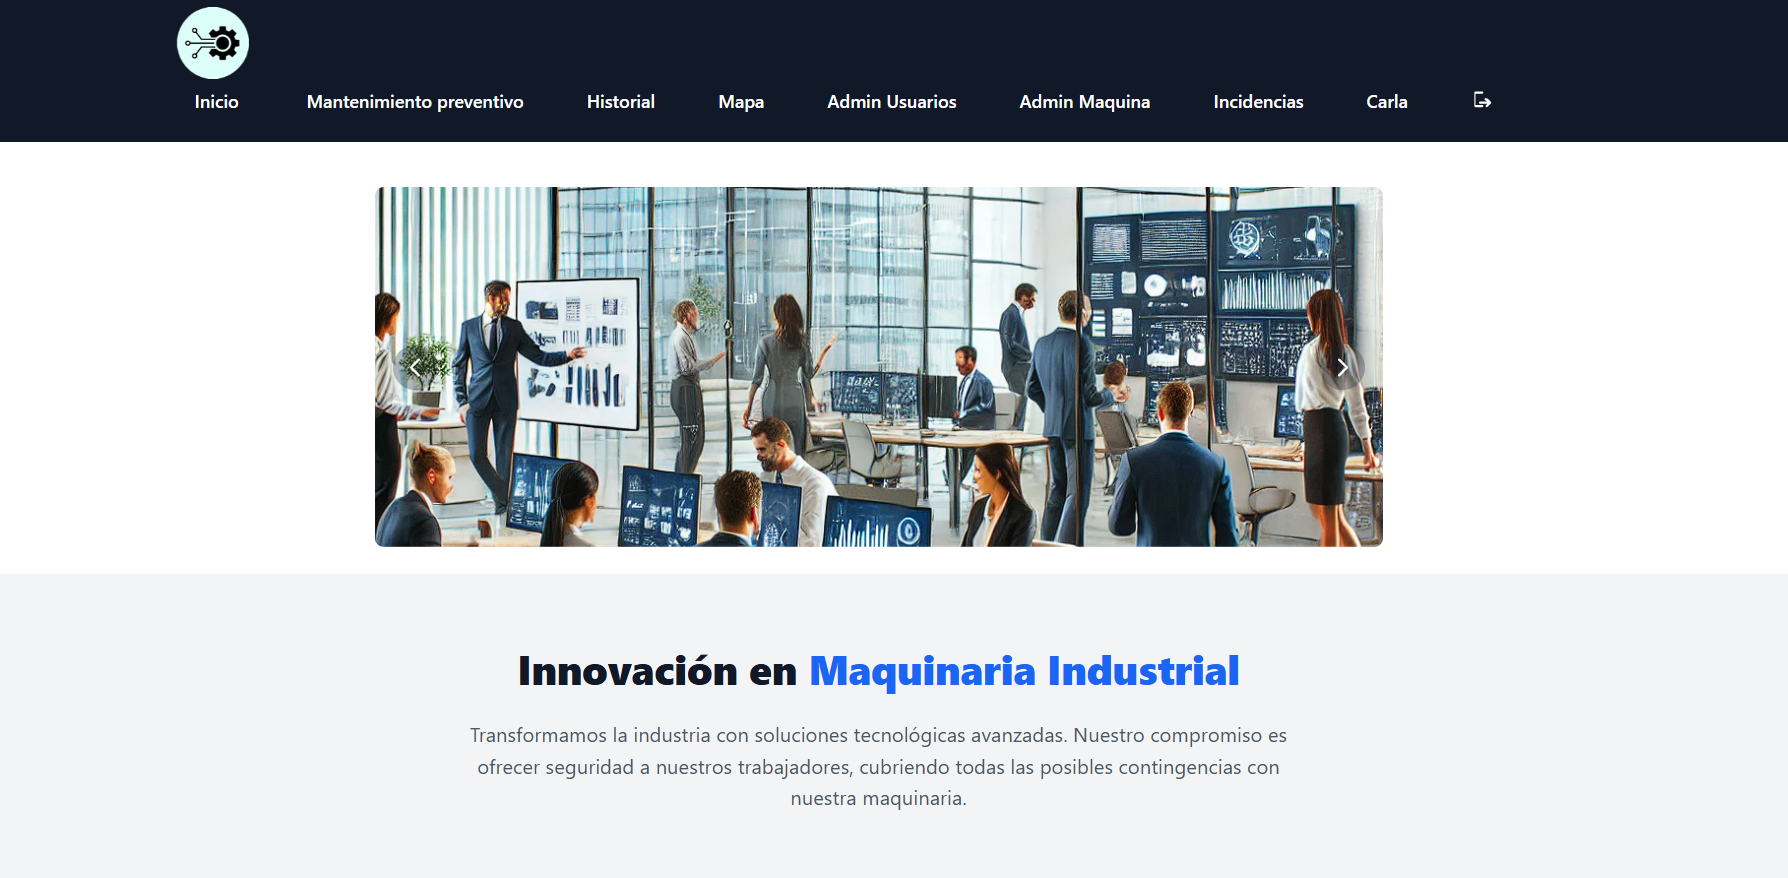 Inicio Mantenimiento preventivo Historial Mapa Admin Usuarios Admin Maquina Incidencias Carla
Innovación en Maquinaria Industrial
Transformamos la industria con soluciones tecnológicas avanzadas. Nuestro compromiso es
ofrecer seguridad a nuestros trabajadores, cubriendo todas las posibles contingencias con
nuestra maquinaria.